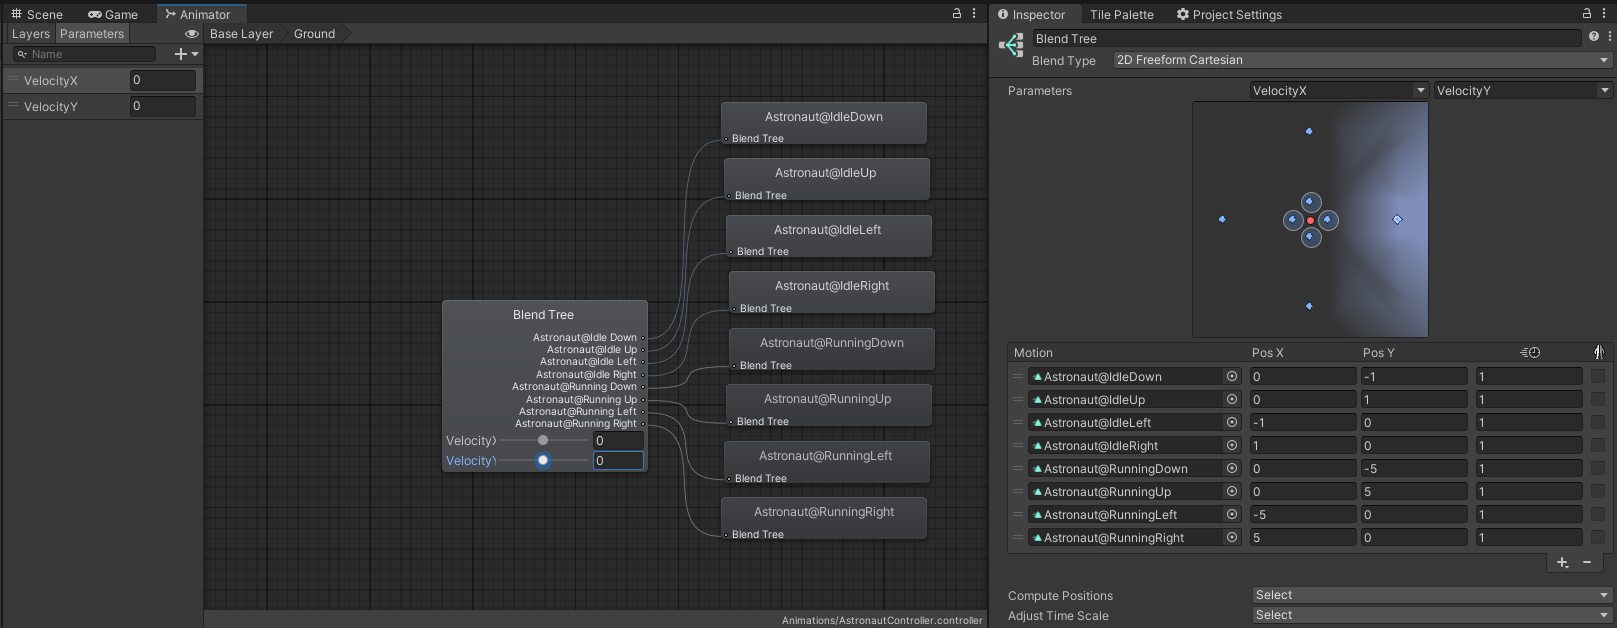 Scene Game Animator
Layers Parameters Base Layer Ground
Name
VelocityX 0
VelocityY 0
Astronaut@IdleDown
Blend Tree
Astronaut@IdleUp
Blend Tree
Astronaut@IdleLeft
Blend Tree
Astronaut@IdleRight
Blend Tree
Astronaut@RunningDown
Blend Tree
Astronaut@RunningUp
Blend Tree
Astronaut@RunningLeft
Blend Tree
Astronaut@RunningRight
Blend Tree
Blend Tree
Astronaut@Idle Down
Astronaut@Idle Up
Astronaut@Idle Left
Astronaut@Idle Right
Astronaut@Running Down
Astronaut@Running Up
Astronaut@Running Left
Astronaut@Running Right
VelocityX 0
VelocityY 0
Animations/AstronautController.controller
Inspector Tile Palette Project Settings
Blend Tree
Blend Type 2D Freeform Cartesian
Parameters VelocityX VelocityY
Motion Pos X Pos Y
Astronaut@IdleDown 0 -1 1
Astronaut@IdleUp 0 1 1
Astronaut@IdleLeft -1 0 1
Astronaut@IdleRight 1 0 1
Astronaut@RunningDown 0 -5 1
Astronaut@RunningUp 0 5 1
Astronaut@RunningLeft -5 0 1
Astronaut@RunningRight 5 0 1
Compute Positions Select
Adjust Time Scale Select